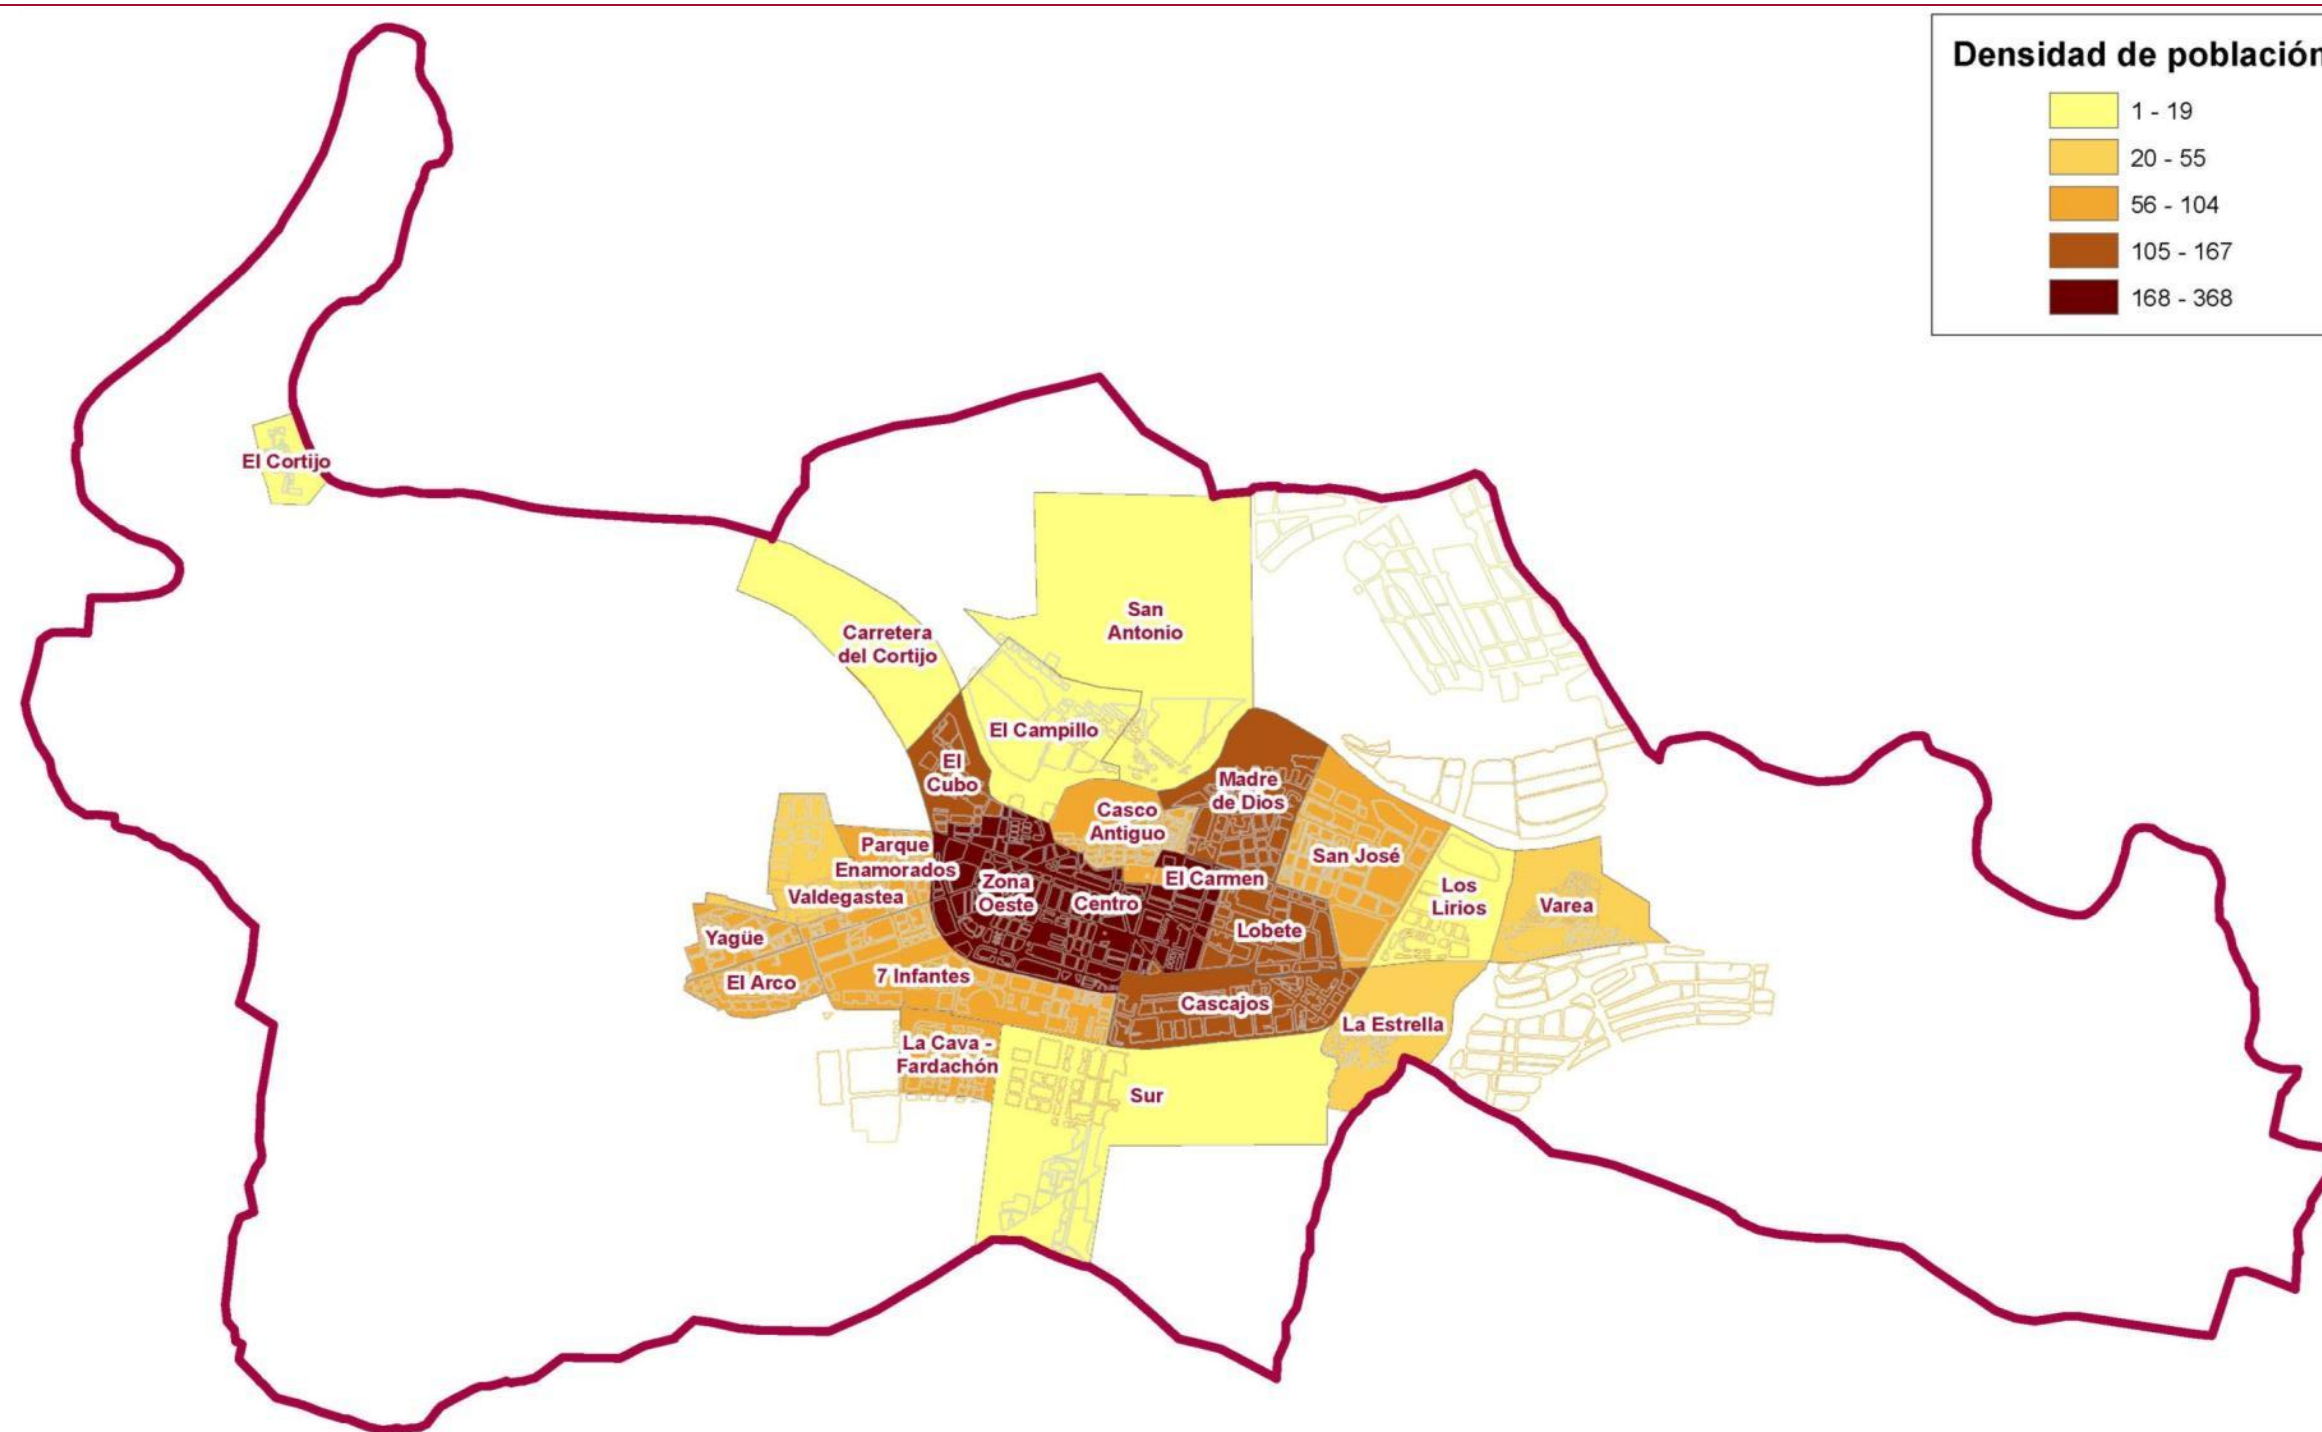 Densidad de población
1 - 19
20 - 55
56 - 104
105 - 167
168 - 368
El Cortijo
San
Antonio
Carretera
del Cortijo
El Campillo
El
Cubo
Madre
de Dios
Casco
Antiguo
Parque
Enamorados
San José
El Carmen
Zona
Oeste
Centro
Los
Lirios
Varea
Valdegastea
Lobete
Yagüe
El Arco
7 Infantes
Cascajos
La Estrella
La Cava -
Fardachón
Sur